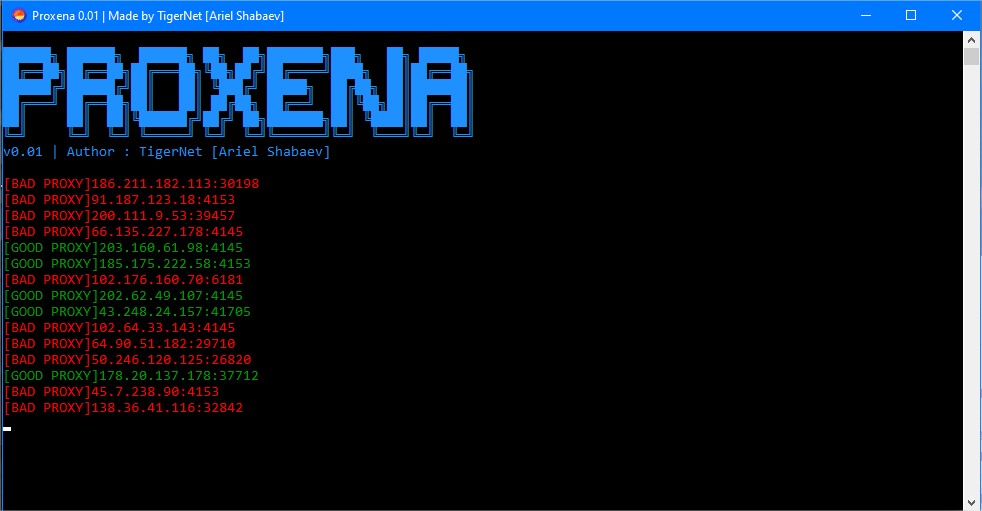 Proxena 0.01 | Made by TigerNet [Ariel Shabaev]
PROXENA
v0.01 | Author : TigerNet [Ariel Shabaev]
[BAD PROXY]186.211.182.113:30198
[BAD PROXY]91.187.123.18:4153
[BAD PROXY]200.111.9.53:39457
[BAD PROXY]66.135.227.178:4145
[GOOD PROXY]203.160.61.98:4145
[GOOD PROXY]185.175.222.58:4153
[BAD PROXY]102.176.160.70:6181
[GOOD PROXY]202.62.49.107:4145
[GOOD PROXY]43.248.24.157:41705
[BAD PROXY]102.64.33.143:4145
[BAD PROXY]64.90.51.182:29710
[BAD PROXY]50.246.120.125:26820
[GOOD PROXY]178.20.137.178:37712
[BAD PROXY]45.7.238.90:4153
[BAD PROXY]138.36.41.116:32842